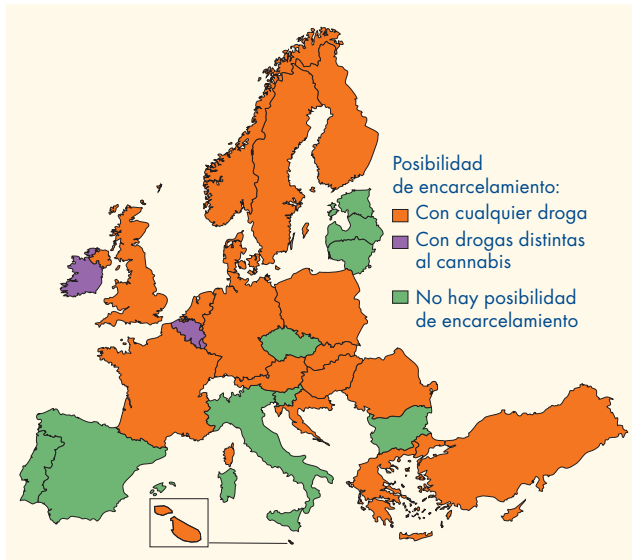 Posibilidad
de encarcelamiento:
Con cualquier droga
Con drogas distintas
al cannabis
No hay posibilidad
de encarcelamiento